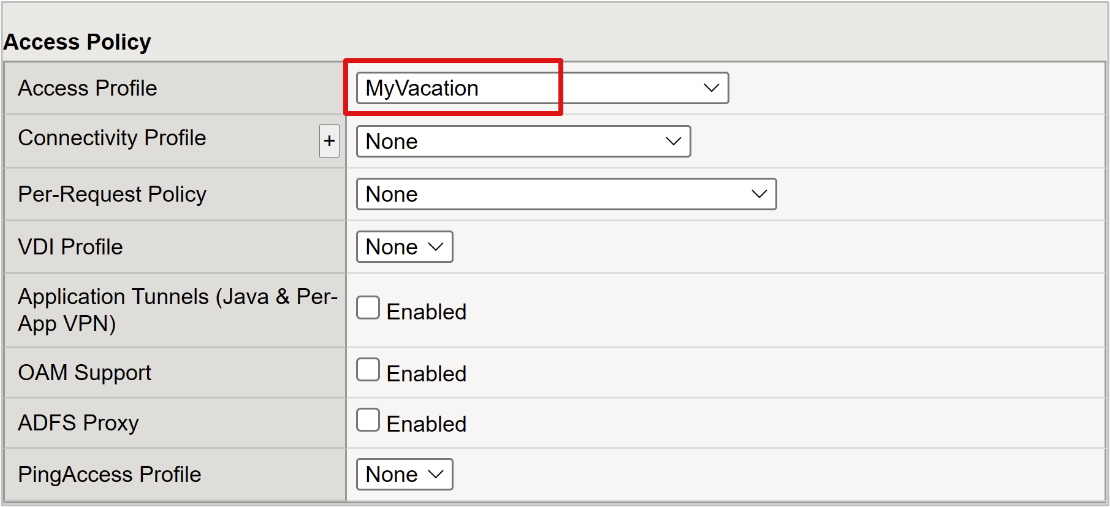 Access Policy
Access Profile MyVacation
Connectivity Profile + None
Per-Request Policy None
VDI Profile None
Application Tunnels (Java & Per-
App VPN) Enabled
OAM Support Enabled
ADFS Proxy Enabled
PingAccess Profile None